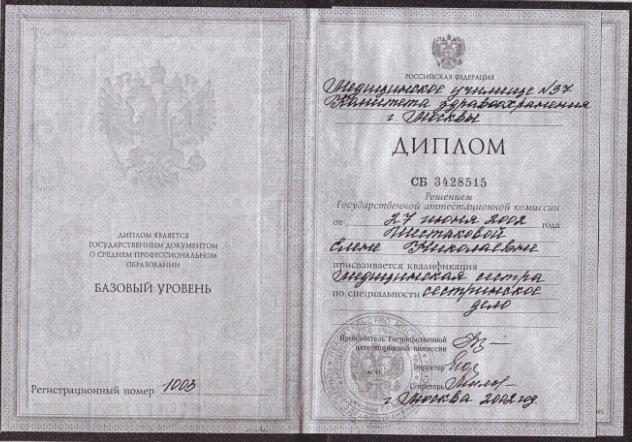 ДИПЛОМ ЯВЛЯЕТСЯ
ГОСУДАРСТВЕННЫМ ДОКУМЕНТОМ
О СРЕДНЕМ ПРОФЕССИОНАЛЬНОМ
ОБРАЗОВАНИИ
БАЗОВЫЙ УРОВЕНЬ
Регистрационный номер 1003
РОССИЙСКАЯ ФЕДЕРАЦИЯ
Медицинское училище №37
Комитета здравоохранения
г. Москвы
ДИПЛОМ
СБ 3428515
Решением
Государственной аттестационной комиссии
от 27 июня 2002 года
Шестаковой
Елене Николаевне
присваивается квалификация
Медицинская сестра
по специальности сестринское
дело
Председатель Государственной
аттестационной комиссии
Директор
Секретарь
г. Москва 2002 год.